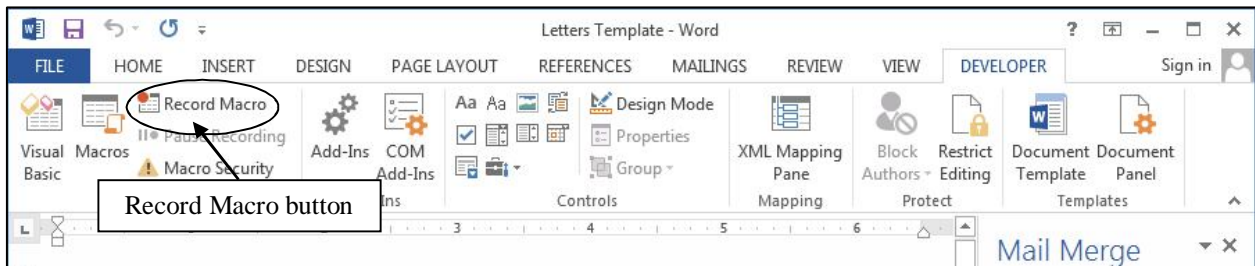 Letters Template - Word
?
FILE HOME INSERT DESIGN PAGE LAYOUT REFERENCES MAILINGS REVIEW VIEW DEVELOPER Sign in
Visual Basic
Macros
Record Macro
Pause Recording
Macro Security
Add-Ins
COM Add-Ins
Aa Aa
Design Mode
Properties
Group
XML Mapping Pane
Block Authors
Restrict Editing
Document Template
Document Panel
Record Macro button
Ins
Controls
Mapping
Protect
Templates
3 4 5 6
Mail Merge